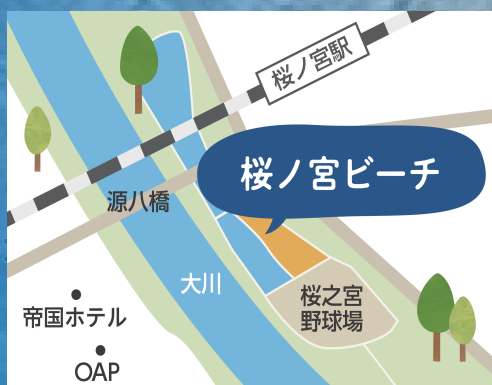 桜ノ宮駅
桜ノ宮ビーチ
源八橋
大川
桜之宮
野球場
帝国ホテル
OAP